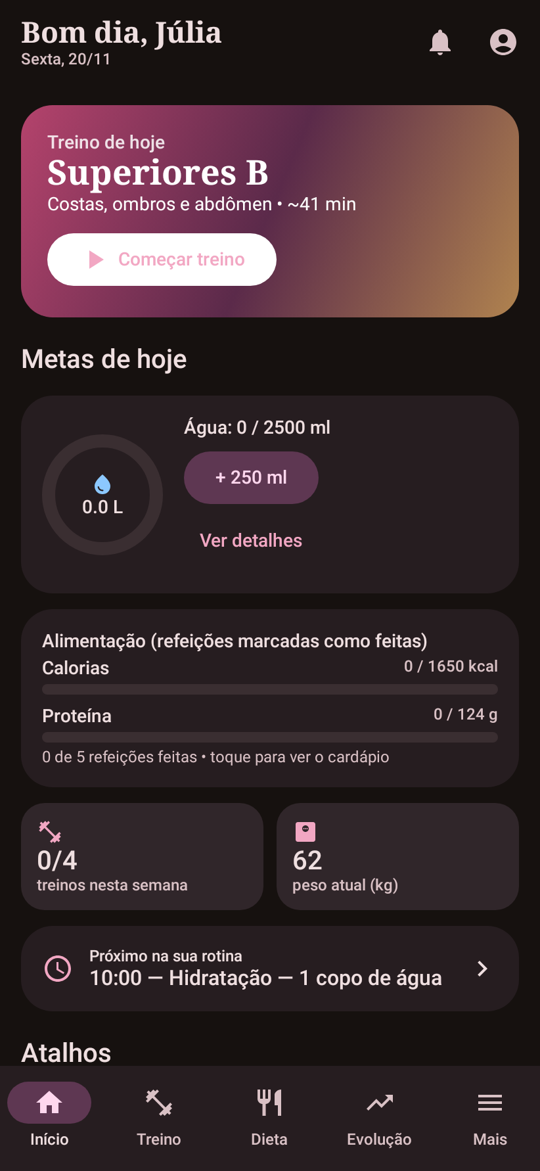 Bom dia, Júlia
Sexta, 20/11
Treino de hoje
Superiores B
Costas, ombros e abdômen • ~41 min
Começar treino
Metas de hoje
Água: 0 / 2500 ml
0.0 L
+ 250 ml
Ver detalhes
Alimentação (refeições marcadas como feitas)
Calorias 0 / 1650 kcal
Proteína 0 / 124 g
0 de 5 refeições feitas • toque para ver o cardápio
0/4
treinos nesta semana
62
peso atual (kg)
Próximo na sua rotina
10:00 — Hidratação — 1 copo de água
Atalhos
Início Treino Dieta Evolução Mais